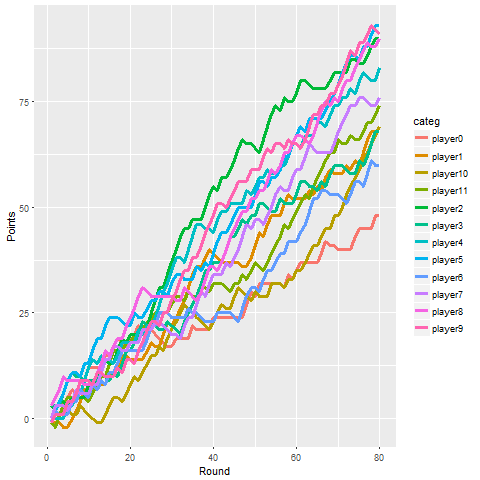 75
50
25
0
Points
0
20
40
60
80
Round
categ
player0
player1
player10
player11
player2
player3
player4
player5
player6
player7
player8
player9